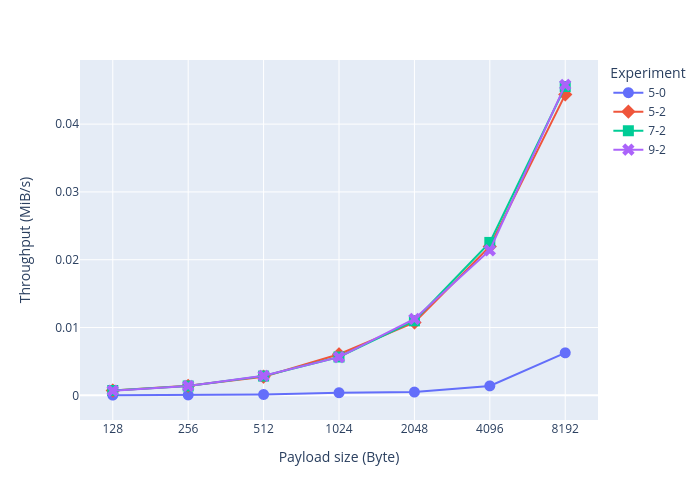 Experiment
5-0
5-2
7-2
9-2
Throughput (MiB/s)
0.04
0.03
0.02
0.01
0
128 256 512 1024 2048 4096 8192
Payload size (Byte)